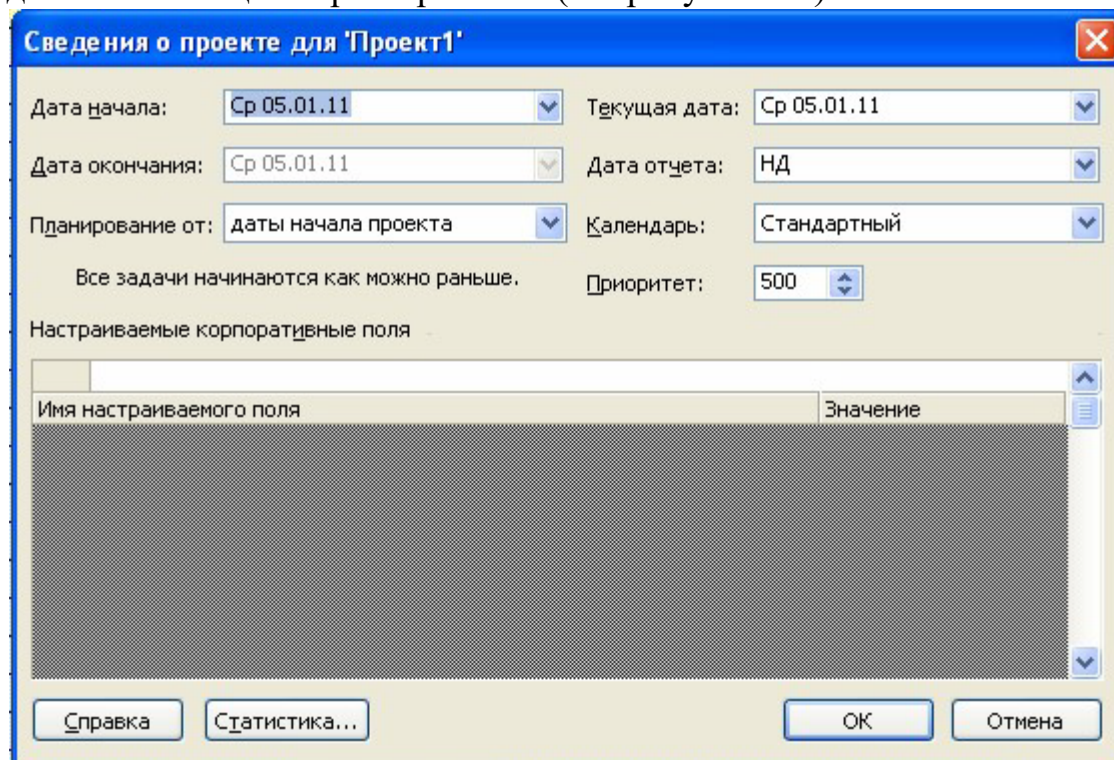 Сведения о проекте для 'Проект1'
Дата начала: Ср 05.01.11 Текущая дата: Ср 05.01.11
Дата окончания: Ср 05.01.11 Дата отчета: НД
Планирование от: даты начала проекта Календарь: Стандартный
Все задачи начинаются как можно раньше. Приоритет: 500
Настраиваемые корпоративные поля
Имя настраиваемого поля Значение
Справка Статистика... ОК Отмена